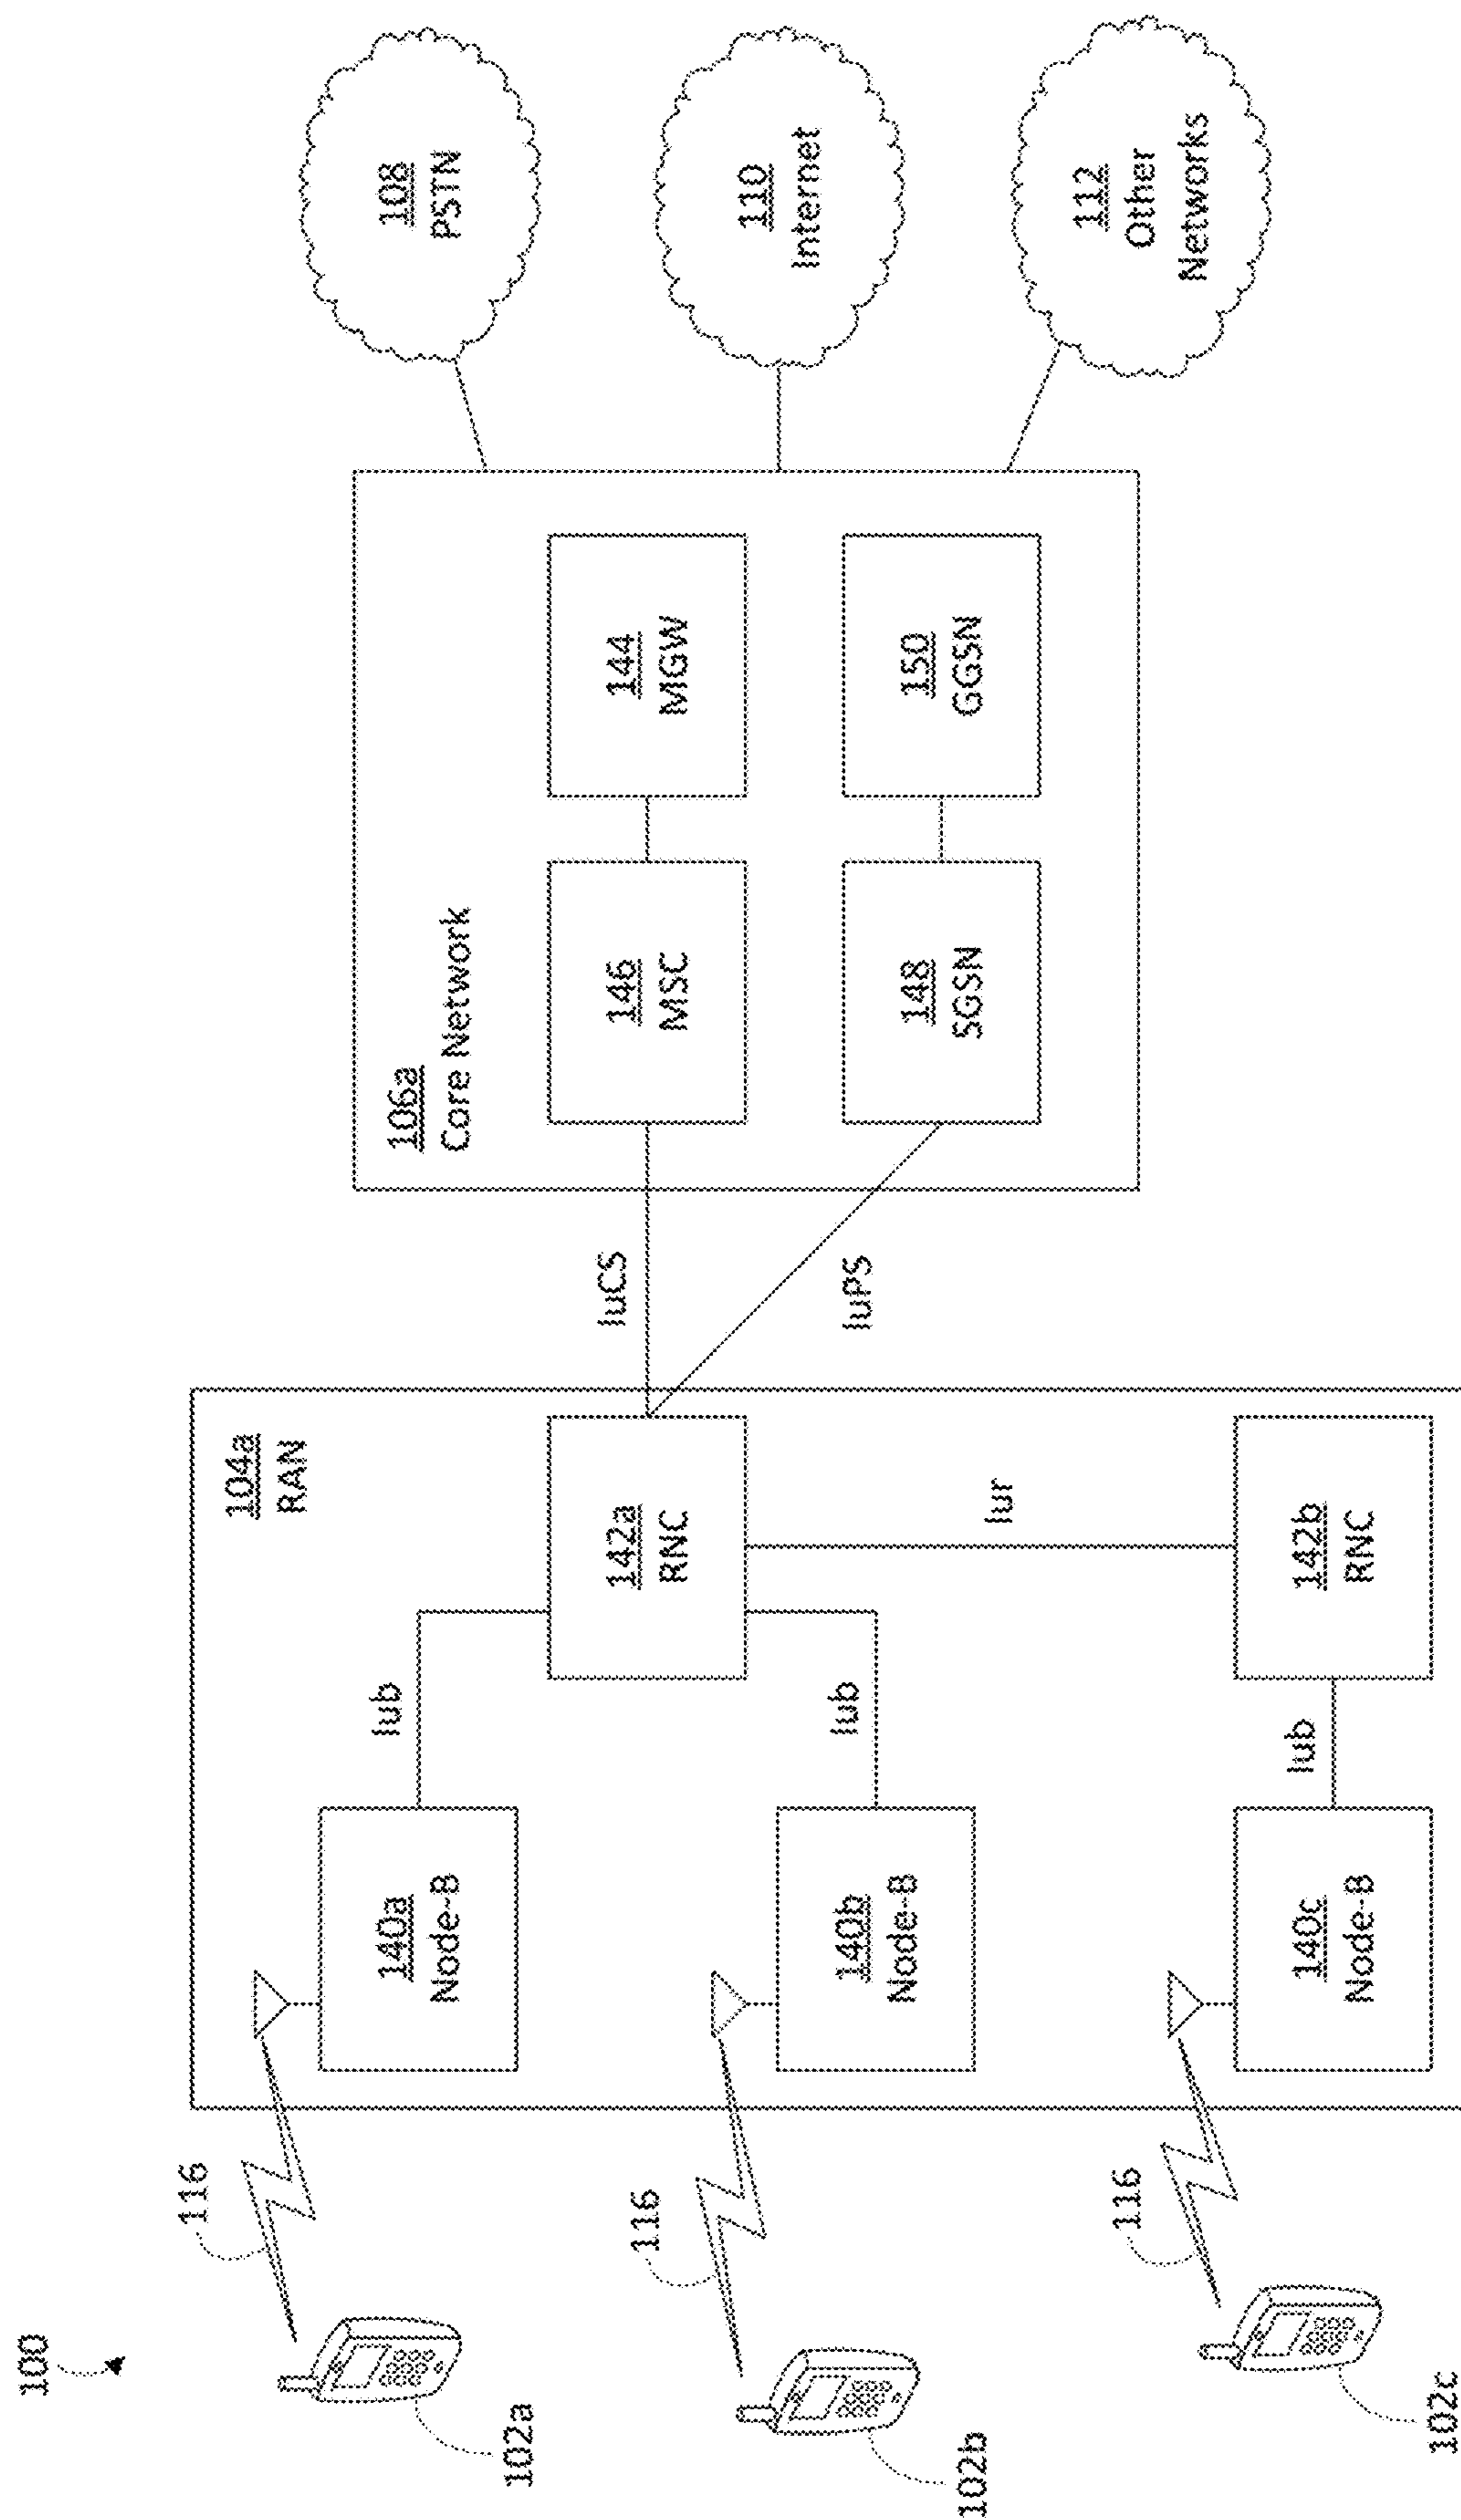 100
102a
116
140a
Node-B
Iub
104a
RAN
142a
RNC
IuCS
IuPS
106a
Core Network
146
MSC
144
MGW
148
SGSN
150
GGSN
108
PSTN
110
Internet
112
Other
Networks
102b
116
140b
Node-B
Iub
Iur
102c
116
140c
Node-B
Iub
142b
RNC